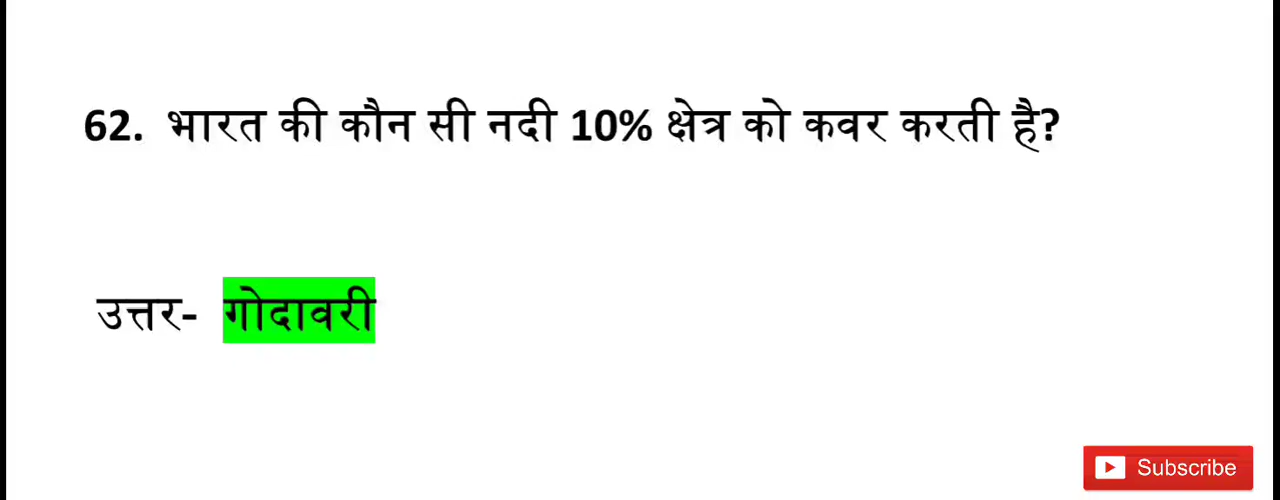 62. भारत की कौन सी नदी 10% क्षेत्र को कवर करती है?
उत्तर- गोदावरी
Subscribe